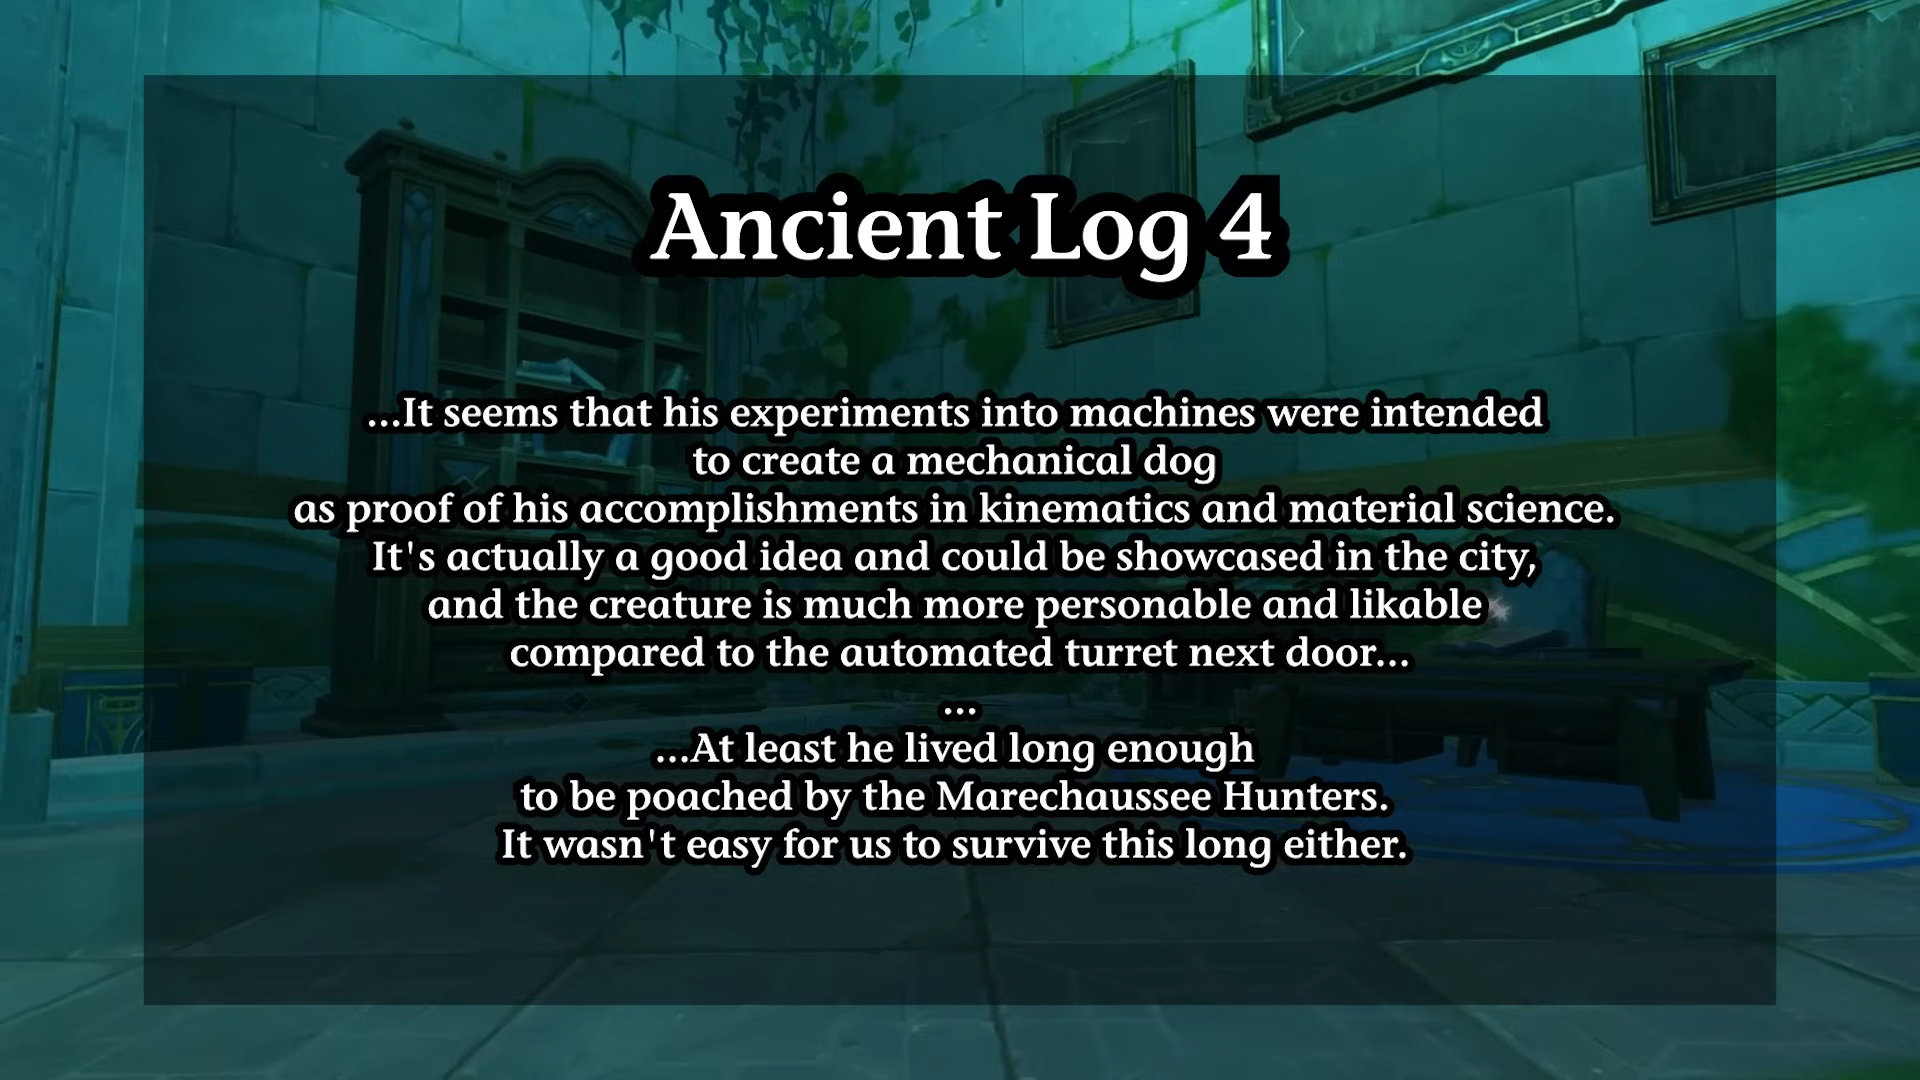 Ancient Log 4
...It seems that his experiments into machines were intended
to create a mechanical dog
as proof of his accomplishments in kinematics and material science.
It's actually a good idea and could be showcased in the city,
and the creature is much more personable and likable
compared to the automated turret next door...
...
...At least he lived long enough
to be poached by the Marechaussee Hunters.
It wasn't easy for us to survive this long either.